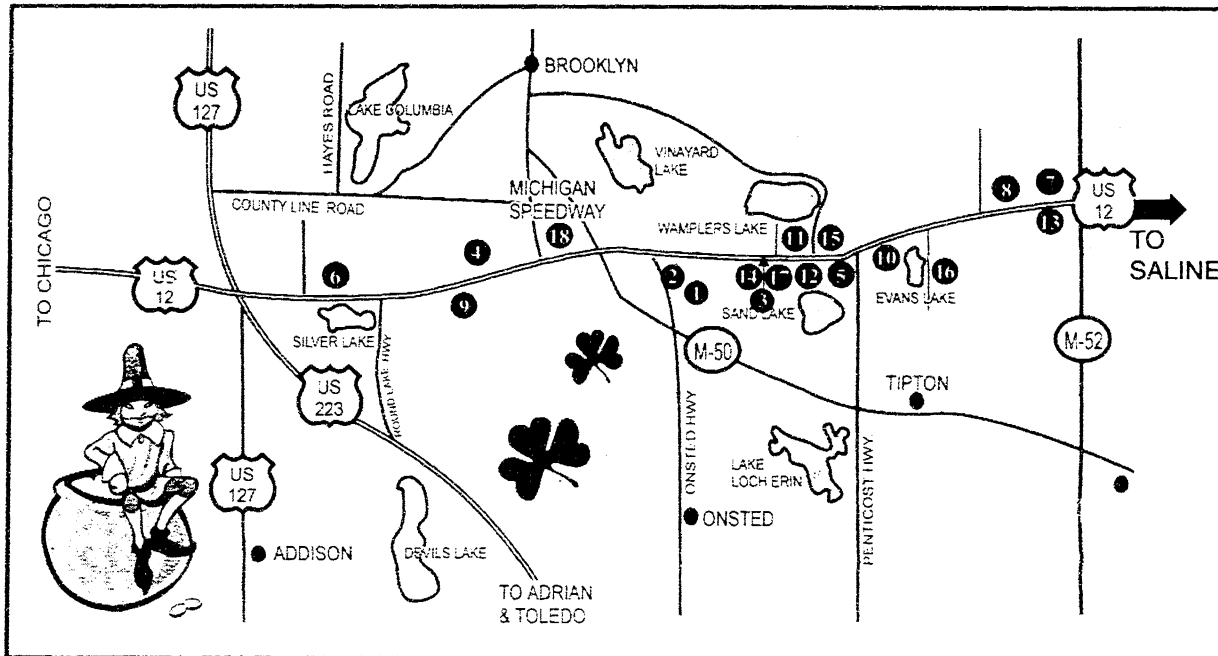 US
127
BROOKLYN
HAYES ROAD
LAKE COLUMBIA
VINAYARD
LAKE
MICHIGAN
SPEEDWAY
COUNTY LINE ROAD
WAMPLERS LAKE
8
7
US
12
13
TO
SALINE
TO CHICAGO
US
12
6
4
18
9
2
1
11
15
14
17
12
5
3
SAND LAKE
10
16
EVANS LAKE
SILVER LAKE
ROUND LAKE HWY
US
223
M-50
M-52
TIPTON
ONSTED HWY
LAKE
LOCH ERIN
PENTICOST HWY
US
127
ADDISON
DEVILS LAKE
ONSTED
TO ADRIAN
& TOLEDO